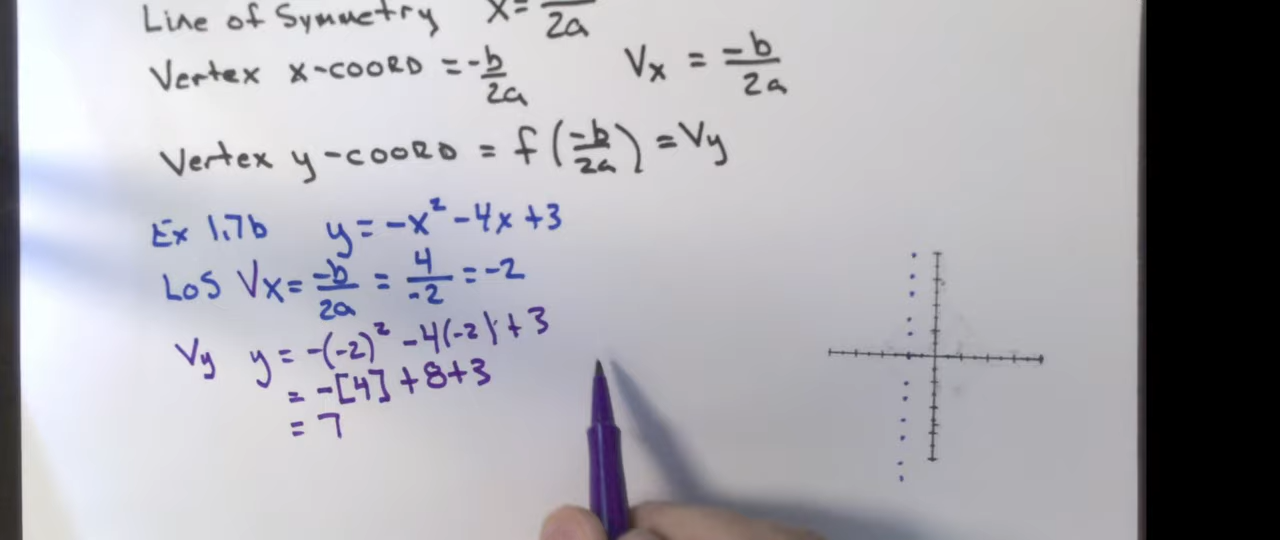 Line of Symmetry x = 2a
Vertex x-COORD = -b/2a Vx = -b/2a
Vertex y-COORD = f(-b/2a) = Vy
Ex 1.7b y = -x² - 4x + 3
LOS Vx = -b/2a = 4/-2 = -2
Vy y = -(-2)² - 4(-2) + 3
= -[4] + 8 + 3
= 7